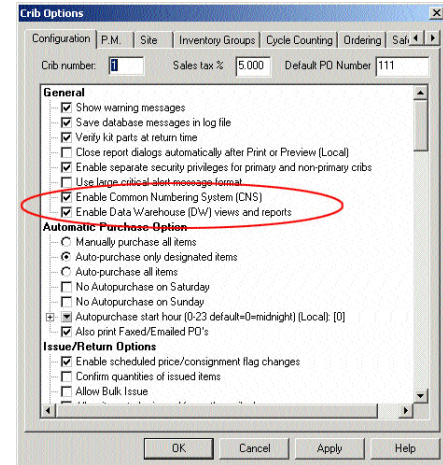 Crib Options
Configuration P.M. Site Inventory Groups Cycle Counting Ordering Safe
Crib number: 1 Sales tax % 5.000 Default PO Number 111
General
Show warning messages
Save database messages in log file
Verify kit parts at return time
Close report dialogs automatically after Print or Preview (Local)
Enable separate security privileges for primary and non-primary cribs
Use large critical alert message format
Enable Common Numbering System (CNS)
Enable Data Warehouse (DW) views and reports
Automatic Purchase Option
Manually purchase all items
Auto-purchase only designated items
Auto-purchase all items
No Autopurchase on Saturday
No Autopurchase on Sunday
Autopurchase start hour (0-23 default=0=midnight) (Local): [0]
Also print Faxed/Emailed PO's
Issue/Return Options
Enable scheduled price/consignment flag changes
Confirm quantities of issued items
Allow Bulk Issue
OK Cancel Apply Help